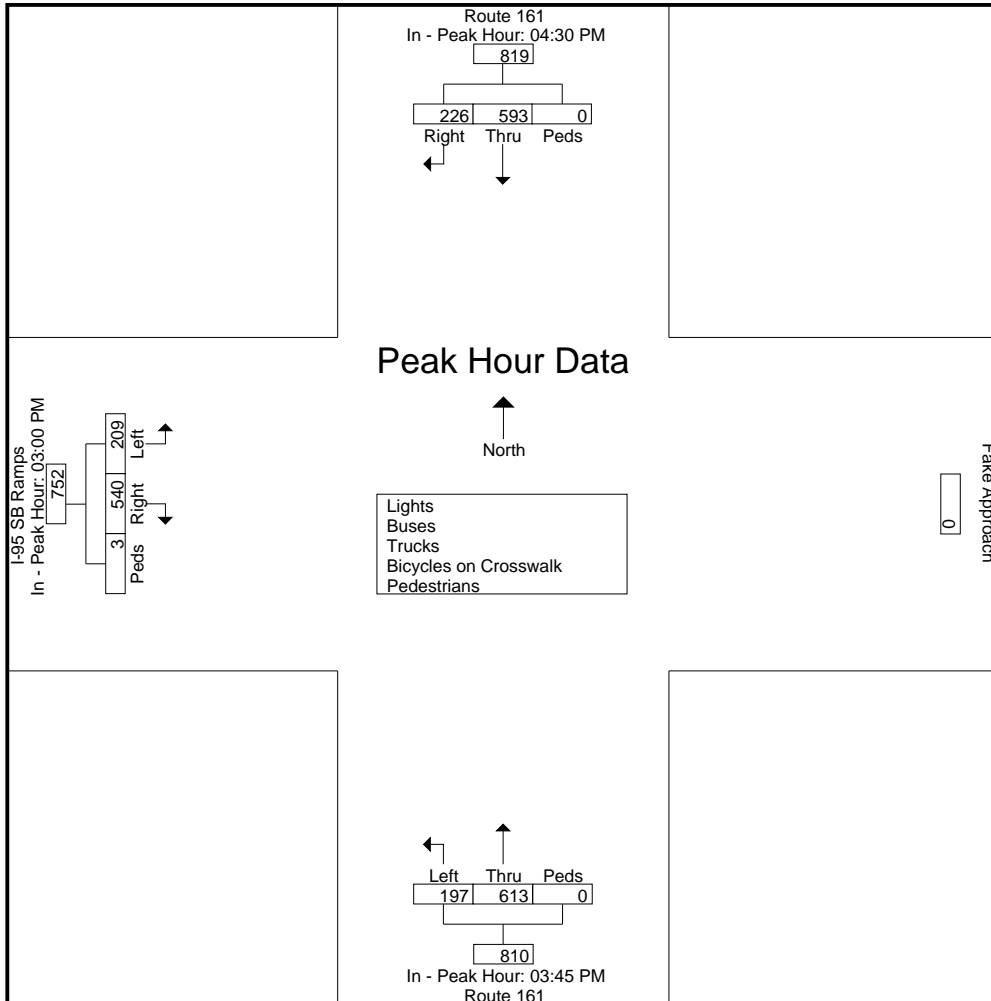 Route 161
In - Peak Hour: 04:30 PM
819
226 593 0
Right Thru Peds
Peak Hour Data
North
I-95 SB Ramps
In - Peak Hour: 03:00 PM
752
209 540 3
Left Right Peds
Lights
Buses
Trucks
Bicycles on Crosswalk
Pedestrians
0
Fake Approach
Left Thru Peds
197 613 0
810
In - Peak Hour: 03:45 PM
Route 161